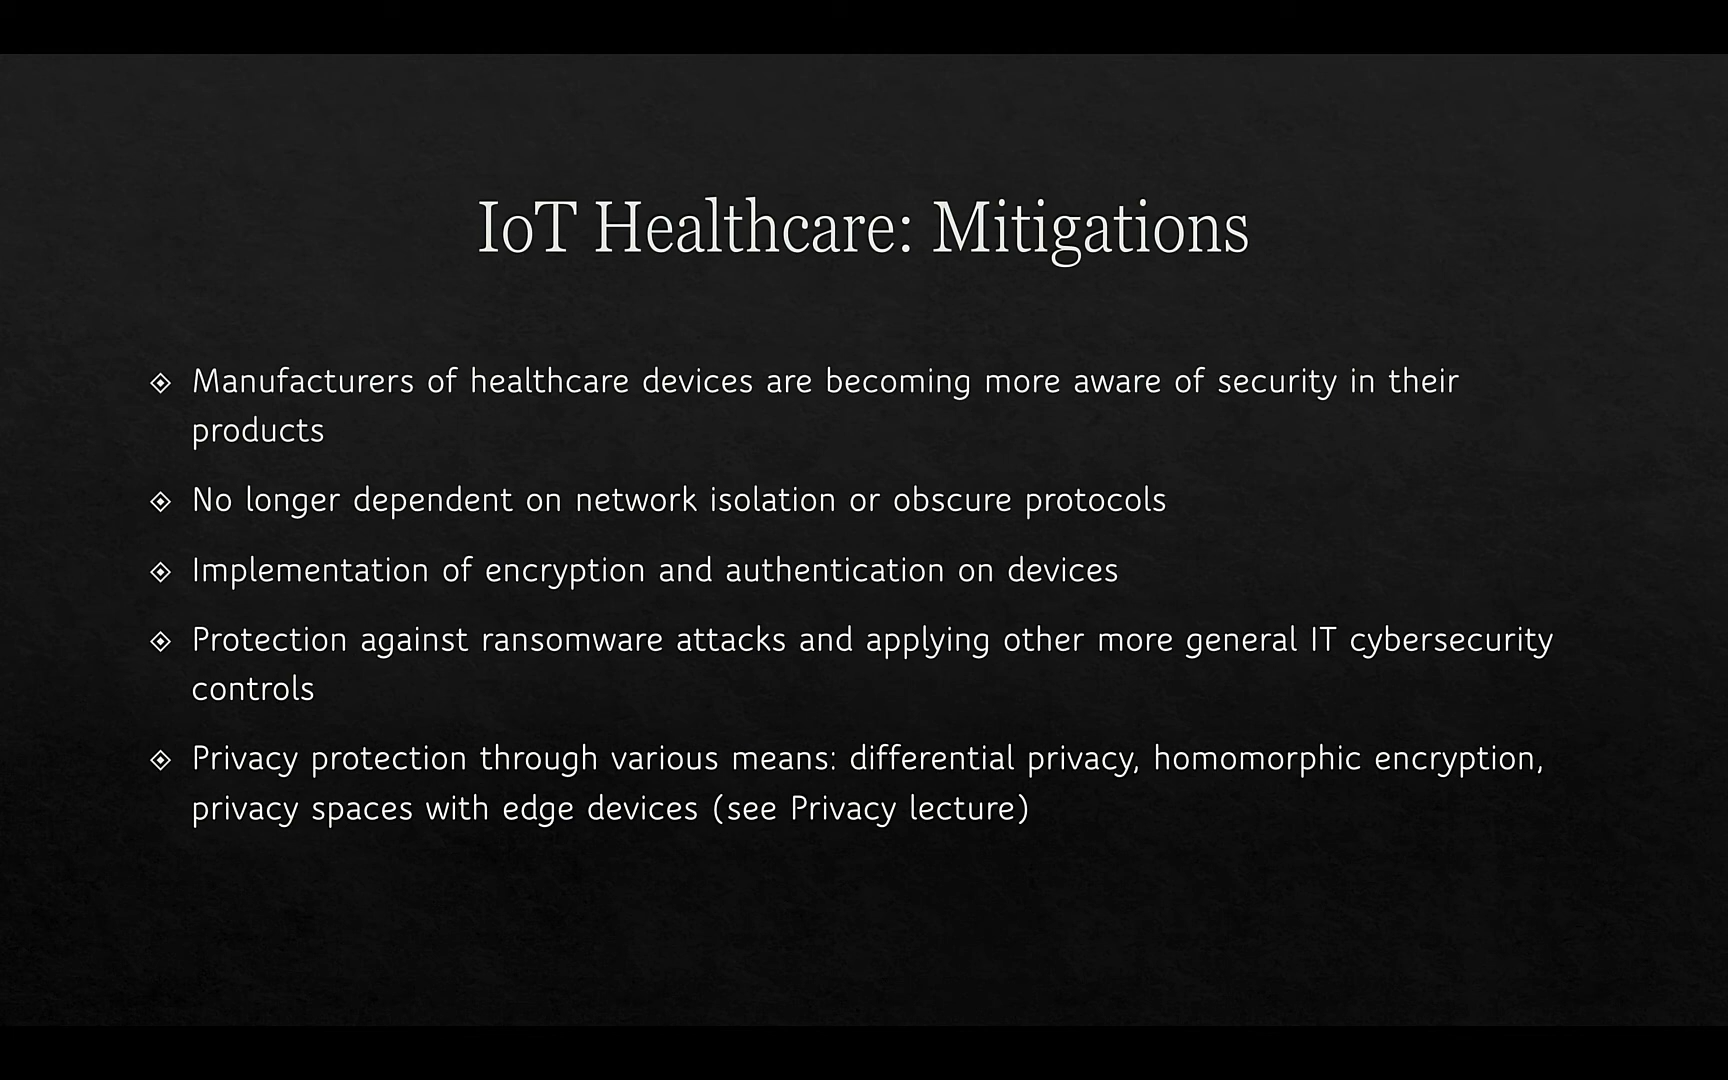 IoT Healthcare: Mitigations
Manufacturers of healthcare devices are becoming more aware of security in their
products
No longer dependent on network isolation or obscure protocols
Implementation of encryption and authentication on devices
Protection against ransomware attacks and applying other more general IT cybersecurity
controls
Privacy protection through various means: differential privacy, homomorphic encryption,
privacy spaces with edge devices (see Privacy lecture)